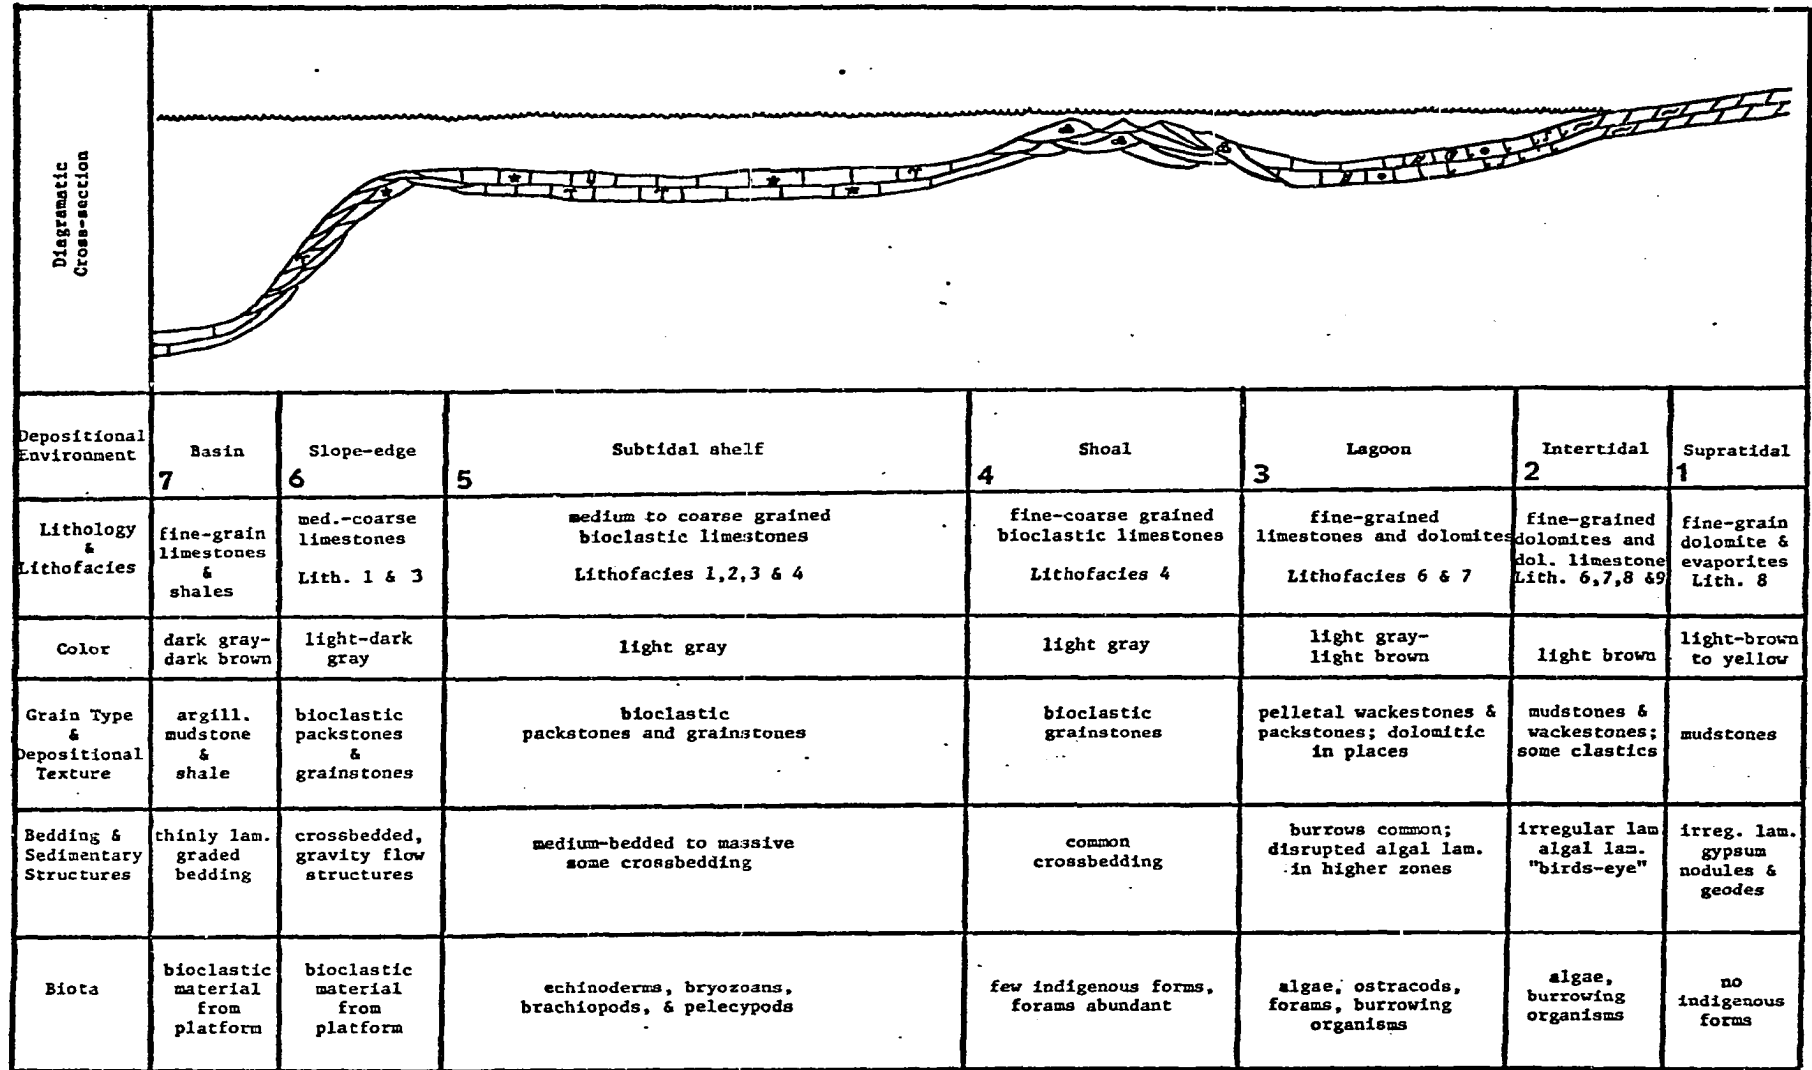 Diagramatic
Cross-section
Depositional
Environment
Basin
7
Slope-edge
6
Subtidal shelf
5
Shoal
4
Lagoon
3
Intertidal
2
Supratidal
1
Lithology
&
Lithofacies
fine-grain
limestones
&
shales
med.-coarse
limestones
Lith. 1 & 3
medium to coarse grained
bioclastic limestones
Lithofacies 1,2,3 & 4
fine-coarse grained
bioclastic limestones
Lithofacies 4
fine-grained
limestones and dolomites
Lithofacies 6 & 7
fine-grained
dolomites and
dol. limestone
Lith. 6,7,8 &9
fine-grain
dolomite &
evaporites
Lith. 8
Color
dark gray-
dark brown
light-dark
gray
light gray
light gray
light gray-
light brown
light brown
light-brown
to yellow
Grain Type
&
Depositional
Texture
argill.
mudstone
&
shale
bioclastic
packstones
&
grainstones
bioclastic
packstones and grainstones
bioclastic
grainstones
pelletal wackestones &
packstones; dolomitic
in places
mudstones &
wackestones;
some clastics
mudstones
Bedding &
Sedimentary
Structures
thinly lam.
graded
bedding
crossbedded,
gravity flow
structures
medium-bedded to massive
some crossbedding
common
crossbedding
burrows common;
disrupted algal lam.
in higher zones
irregular lam
algal lam.
"birds-eye"
irreg. lam.
gypsum
nodules &
geodes
Biota
bioclastic
material
from
platform
bioclastic
material
from
platform
echinoderms, bryozoans,
brachiopods, & pelecypods
few indigenous forms,
forams abundant
algae, ostracods,
forams, burrowing
organisms
algae,
burrowing
organisms
no
indigenous
forms